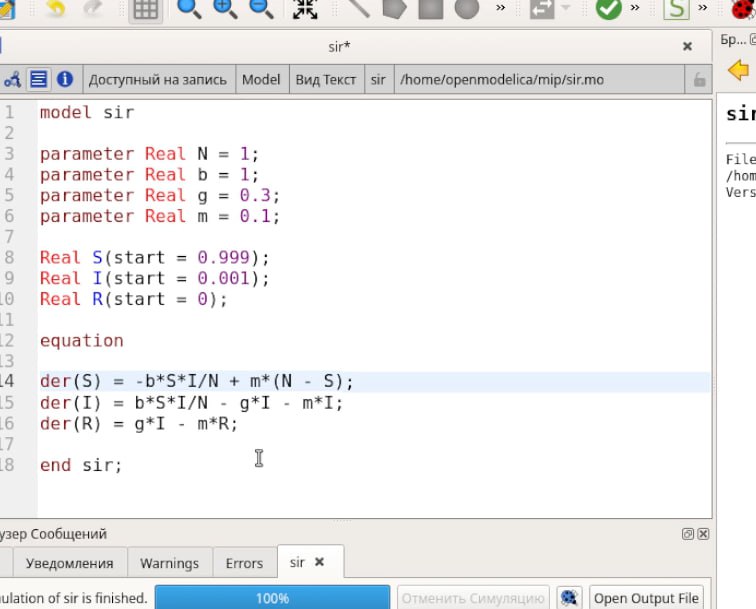 sir*
Доступный на запись Model Вид Текст sir /home/openmodelica/mip/sir.mo
1 model sir
2
3 parameter Real N = 1;
4 parameter Real b = 1;
5 parameter Real g = 0.3;
6 parameter Real m = 0.1;
7
8 Real S(start = 0.999);
9 Real I(start = 0.001);
10 Real R(start = 0);
11
12 equation
13
14 der(S) = -b*S*I/N + m*(N - S);
15 der(I) = b*S*I/N - g*I - m*I;
16 der(R) = g*I - m*R;
17
18 end sir;
Бр...
sir
File
/hom
Vers
узер Сообщений
Уведомления Warnings Errors sir
ulation of sir is finished. 100% Отменить Симуляцию Open Output File